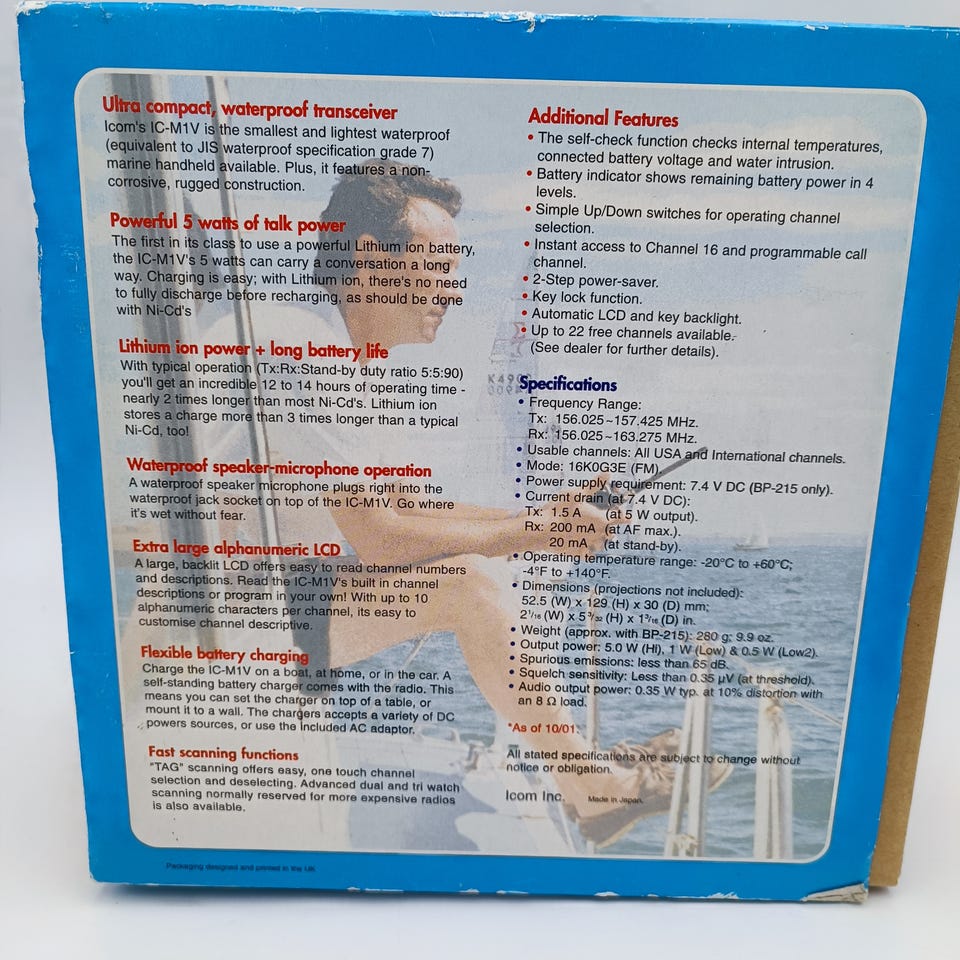 Ultra compact, waterproof transceiver
Icom's IC-M1V is the smallest and lightest waterproof
(equivalent to JIS waterproof specification grade 7)
marine handheld available. Plus, it features a non-
corrosive, rugged construction.
Powerful 5 watts of talk power
The first in its class to use a powerful Lithium ion battery,
the IC-M1V's 5 watts can carry a conversation a long
way. Charging is easy; with Lithium ion, there's no need
to fully discharge before recharging, as should be done
with Ni-Cd's
Lithium ion power + long battery life
With typical operation (Tx:Rx:Stand-by duty ratio 5:5:90)
you'll get an incredible 12 to 14 hours of operating time -
nearly 2 times longer than most Ni-Cd's. Lithium ion
stores a charge more than 3 times longer than a typical
Ni-Cd, too!
Waterproof speaker-microphone operation
A waterproof speaker microphone plugs right into the
waterproof jack socket on top of the IC-M1V. Go where
it's wet without fear.
Extra large alphanumeric LCD
A large, backlit LCD offers easy to read channel numbers
and descriptions. Read the IC-M1V's built in channel
descriptions or program in your own! With up to 10
alphanumeric characters per channel, its easy to
customise channel descriptive.
Flexible battery charging
Charge the IC-M1V on a boat, at home, or in the car. A
self-standing battery charger comes with the radio. This
means you can set the charger on top of a table, or
mount it to a wall. The chargers accepts a variety of DC
powers sources, or use the included AC adaptor.
Fast scanning functions
"TAG" scanning offers easy, one touch channel
selection and deselecting. Advanced dual and tri watch
scanning normally reserved for more expensive radios
is also available.
Additional Features
• The self-check function checks internal temperatures,
connected battery voltage and water intrusion.
• Battery indicator shows remaining battery power in 4
levels.
• Simple Up/Down switches for operating channel
selection.
• Instant access to Channel 16 and programmable call
channel.
• 2-Step power-saver.
• Key lock function.
• Automatic LCD and key backlight.
• Up to 22 free channels available.
(See dealer for further details).
Specifications
• Frequency Range:
Tx: 156.025~157.425 MHz.
Rx: 156.025~163.275 MHz.
• Usable channels: All USA and International channels.
• Mode: 16K0G3E (FM).
• Power supply requirement: 7.4 V DC (BP-215 only).
• Current drain (at 7.4 V DC):
Tx: 1.5 A (at 5 W output).
Rx: 200 mA (at AF max.).
20 mA (at stand-by).
• Operating temperature range: -20°C to +60°C;
-4°F to +140°F.
• Dimensions (projections not included):
52.5 (W) x 129 (H) x 30 (D) mm;
2 1/16 (W) x 5 3/32 (H) x 1 3/16 (D) in.
• Weight (approx. with BP-215): 280 g; 9.9 oz.
• Output power: 5.0 W (HI), 1 W (Low) & 0.5 W (Low2).
• Spurious emissions: less than 65 dB.
• Squelch sensitivity: Less than 0.35 µV (at threshold).
• Audio output power: 0.35 W typ. at 10% distortion with
an 8 Ω load.
*As of 10/01.
All stated specifications are subject to change without
notice or obligation.
Icom Inc. Made in Japan.
Packaging designed and printed in the UK